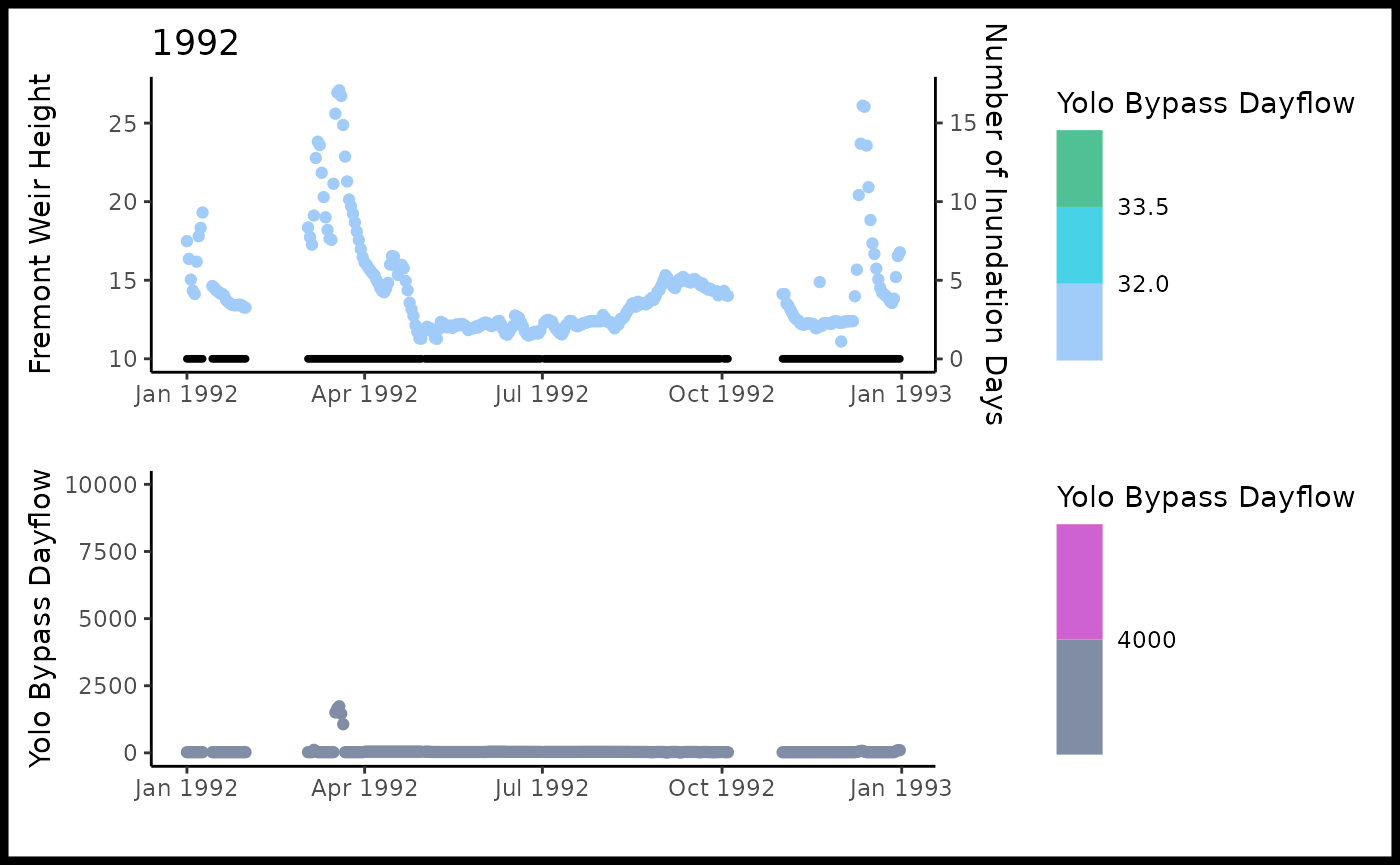 1992
Fremont Weir Height
25
20
15
10
Jan 1992
Apr 1992
Jul 1992
Oct 1992
Jan 1993
15
10
5
0
Number of Inundation Days
Yolo Bypass Dayflow
33.5
32.0
Yolo Bypass Dayflow
10000
7500
5000
2500
0
Jan 1992
Apr 1992
Jul 1992
Oct 1992
Jan 1993
Yolo Bypass Dayflow
4000